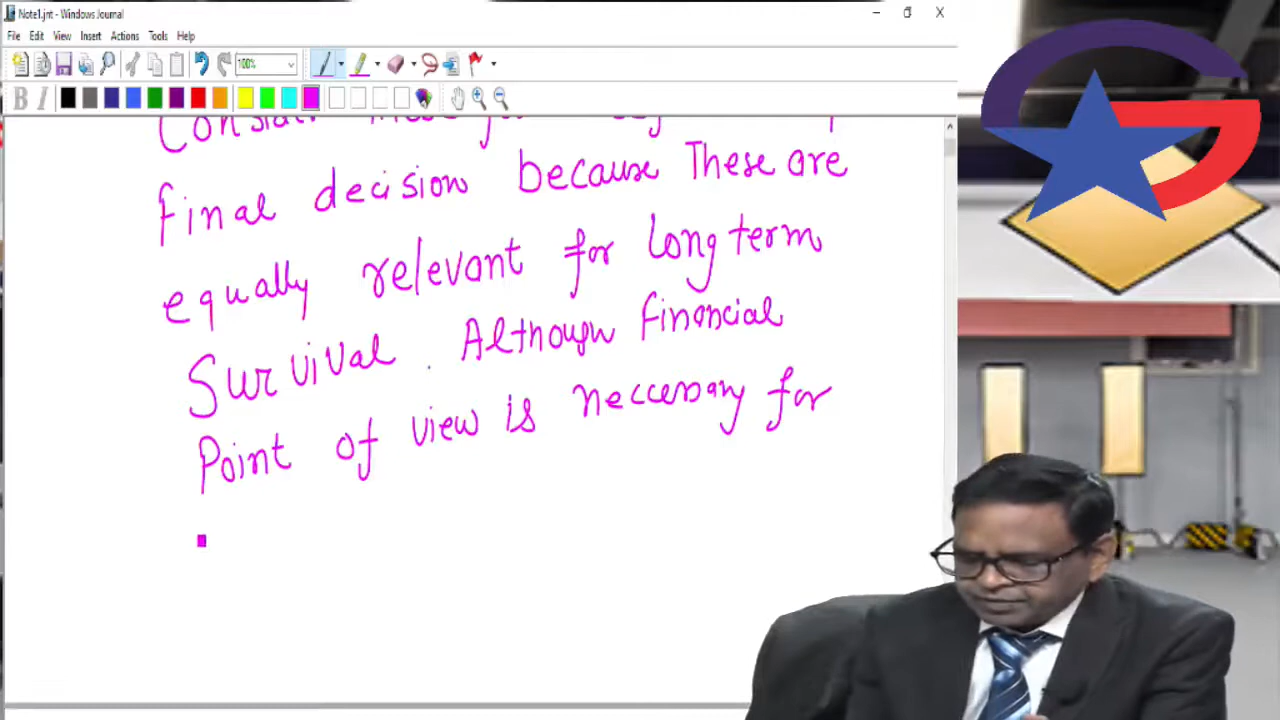 Note1.jnt - Windows Journal
File Edit View Insert Actions Tools Help
100%
B I
final decision because These are
equally relevant for long term
Survival . Although financial
Point of view is neccessary for